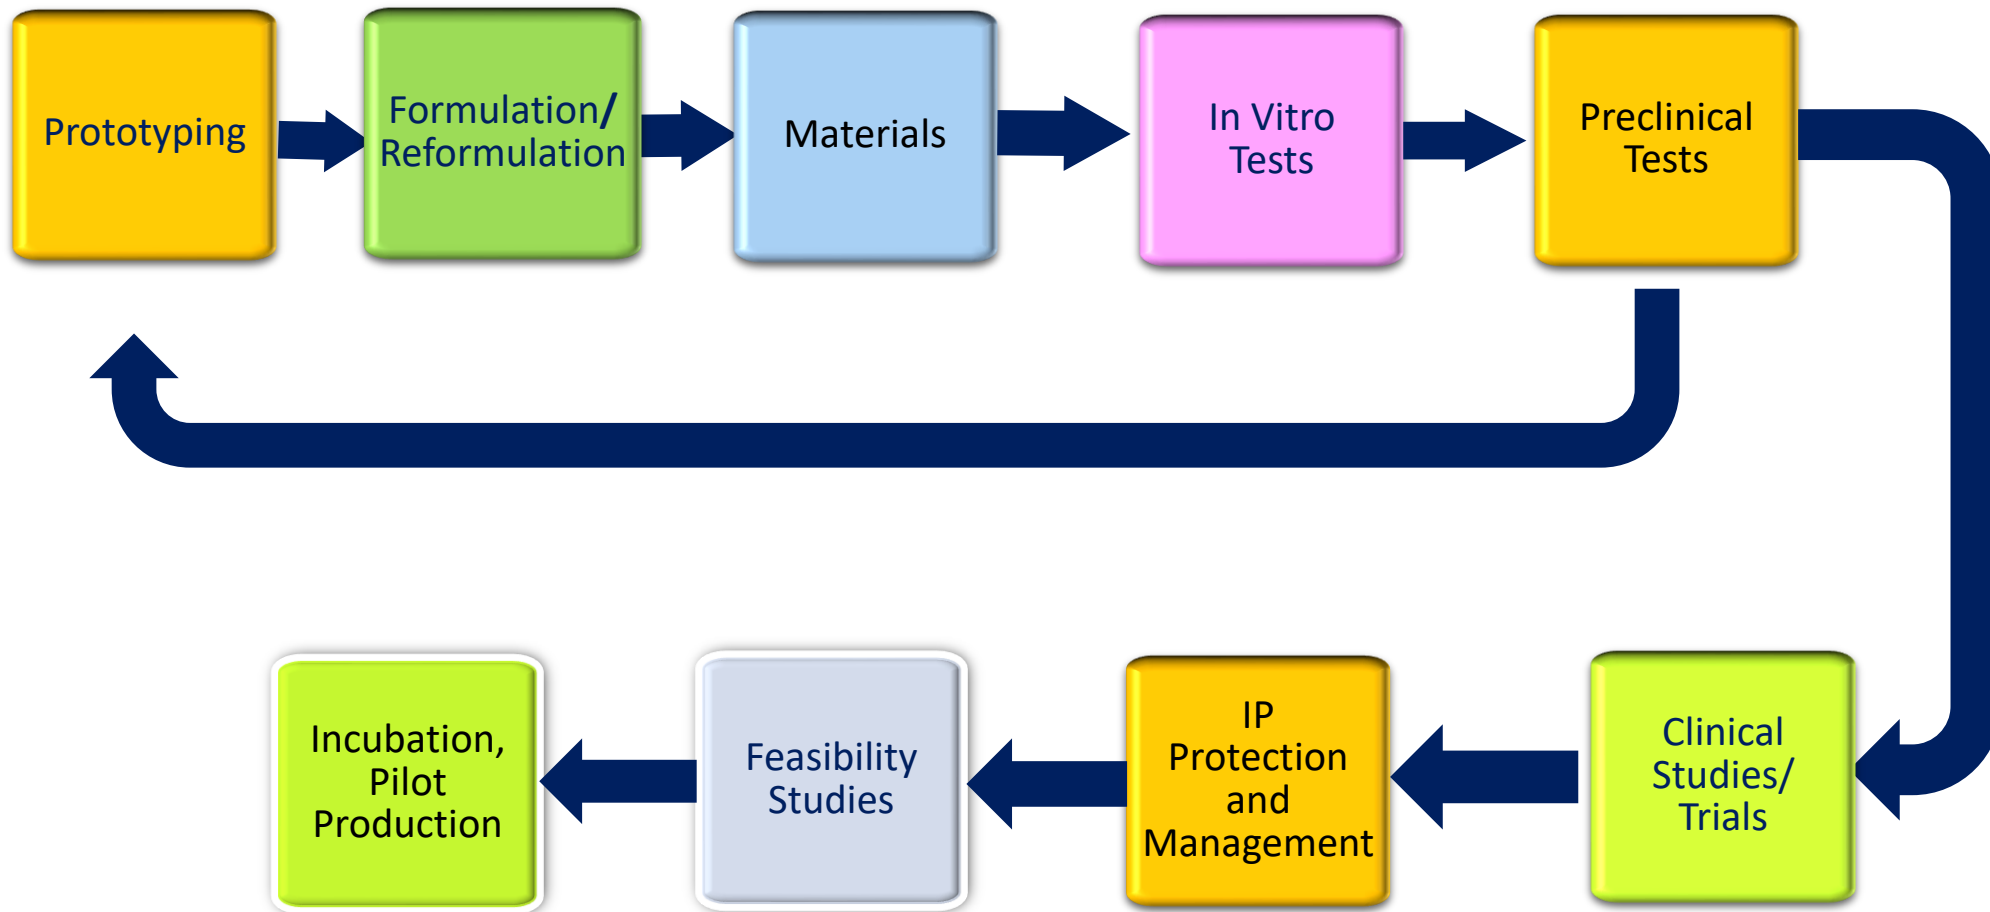 Prototyping
Formulation/
Reformulation
Materials
In Vitro
Tests
Preclinical
Tests
Clinical
Studies/
Trials
IP
Protection
and
Management
Feasibility
Studies
Incubation,
Pilot
Production